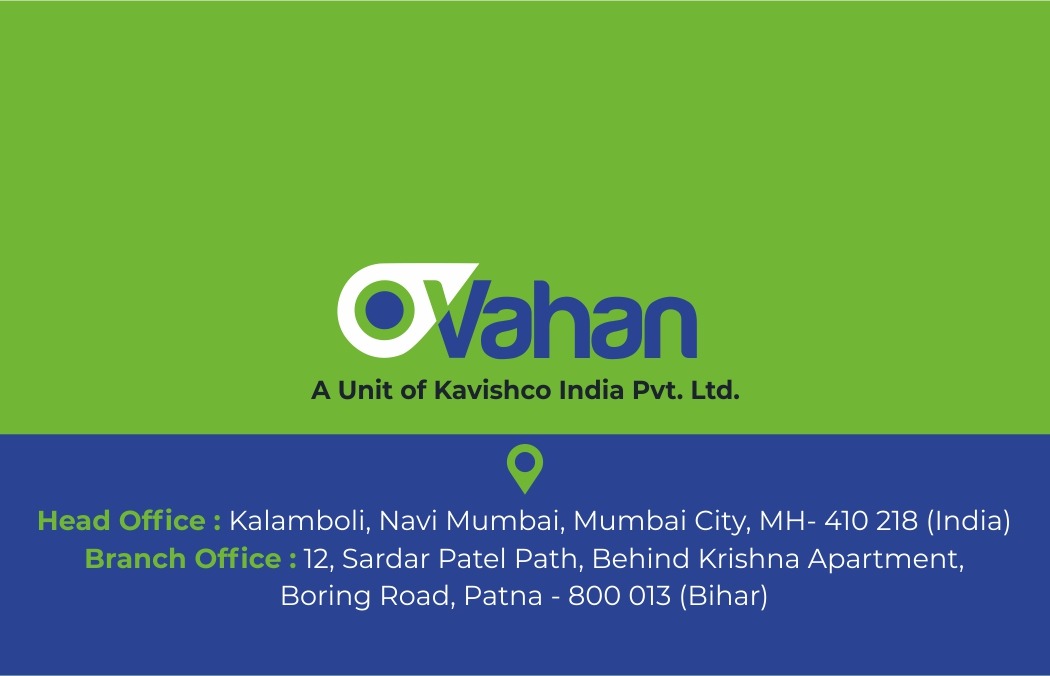 OVahan
A Unit of Kavishco India Pvt. Ltd.
Head Office : Kalamboli, Navi Mumbai, Mumbai City, MH- 410 218 (India)
Branch Office : 12, Sardar Patel Path, Behind Krishna Apartment,
Boring Road, Patna - 800 013 (Bihar)